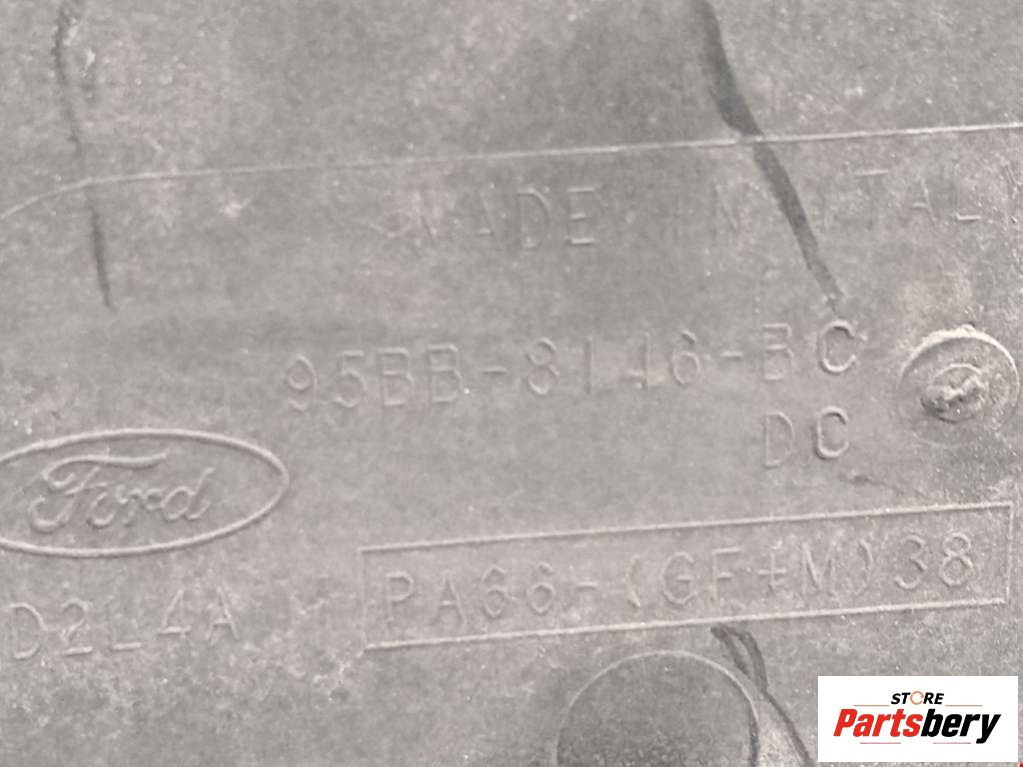 MADE IN ITALY
95BB-8146-BC
DC
Ford
PA66-(GF+M)38
D2L4A
STORE
Partsbery